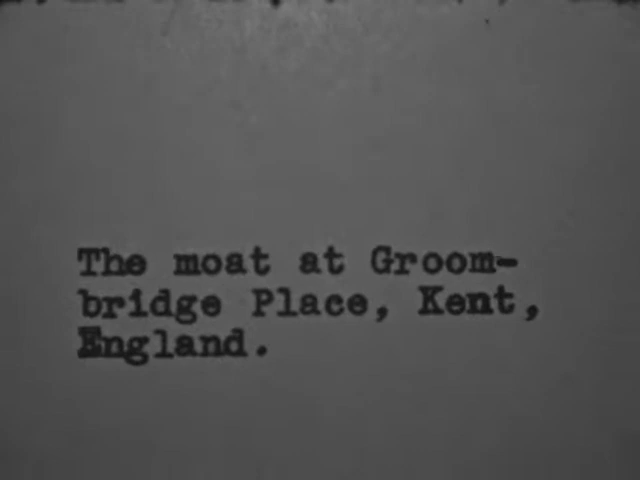 The moat at Groom-
bridge Place, Kent,
England.